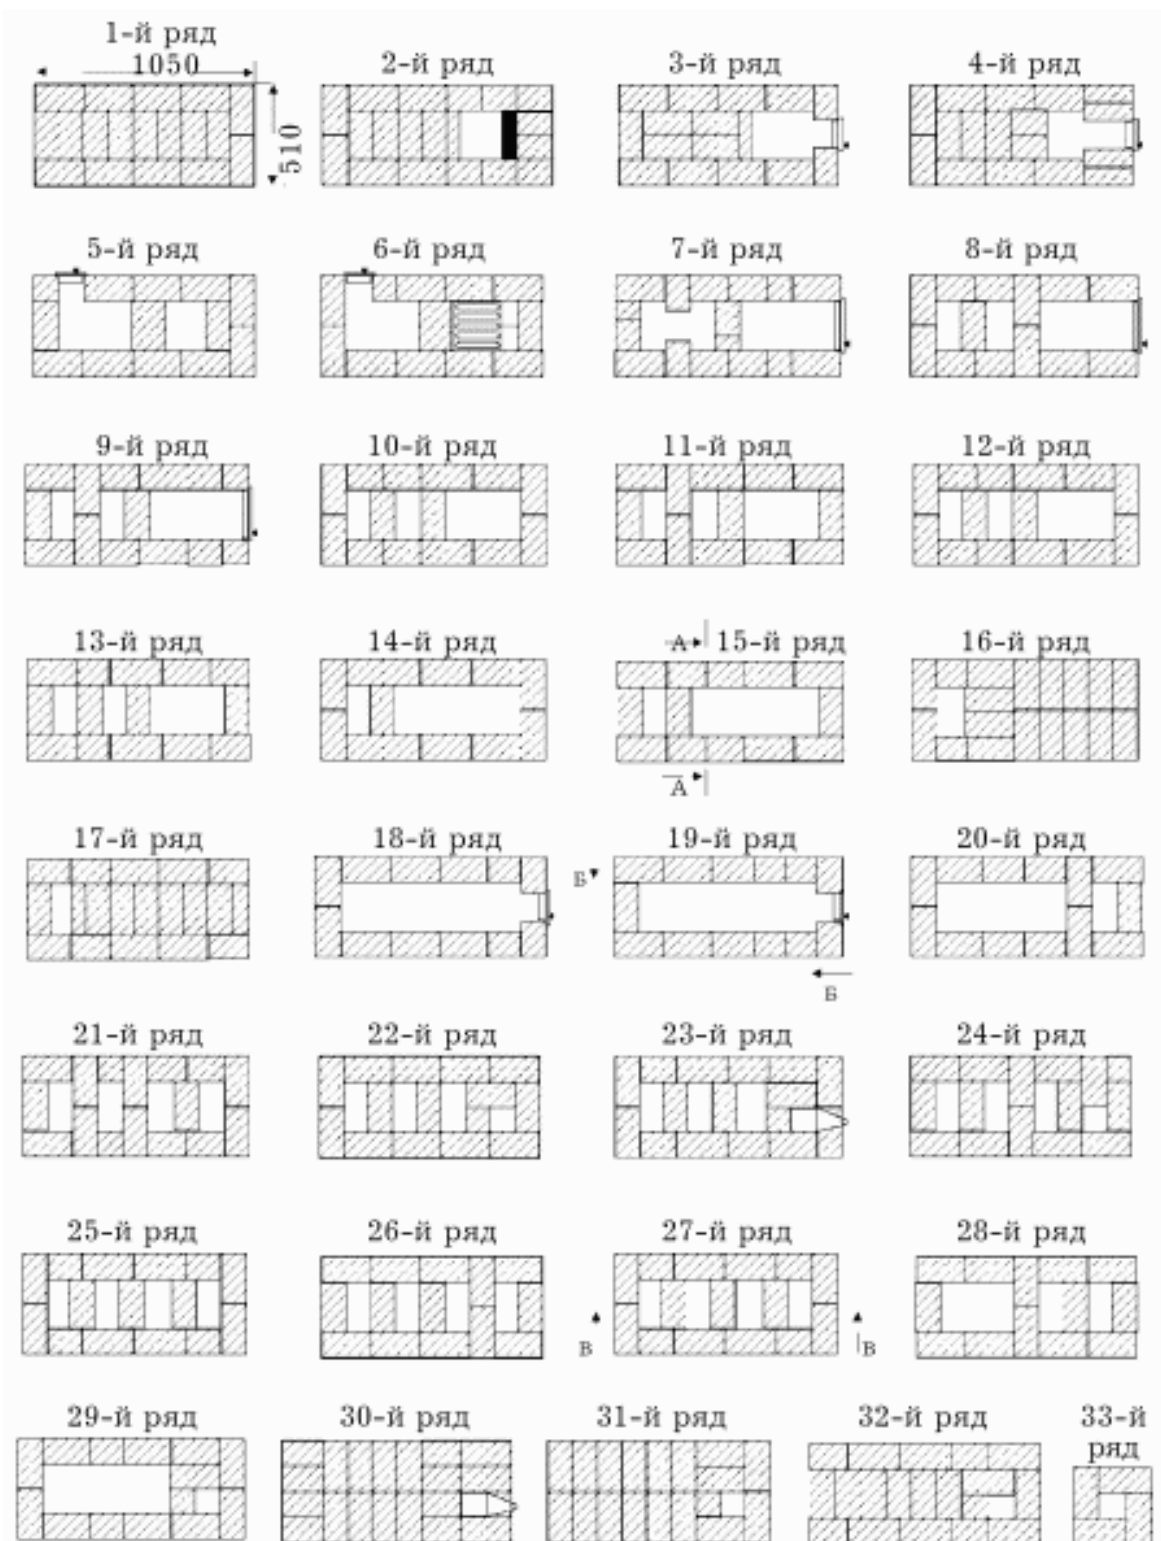 1-й ряд
1050
510
2-й ряд
3-й ряд
4-й ряд
5-й ряд
6-й ряд
7-й ряд
8-й ряд
9-й ряд
10-й ряд
11-й ряд
12-й ряд
13-й ряд
14-й ряд
А
15-й ряд
А
16-й ряд
17-й ряд
18-й ряд
Б
19-й ряд
Б
20-й ряд
21-й ряд
22-й ряд
23-й ряд
24-й ряд
25-й ряд
26-й ряд
27-й ряд
В
В
28-й ряд
29-й ряд
30-й ряд
31-й ряд
32-й ряд
33-й
ряд